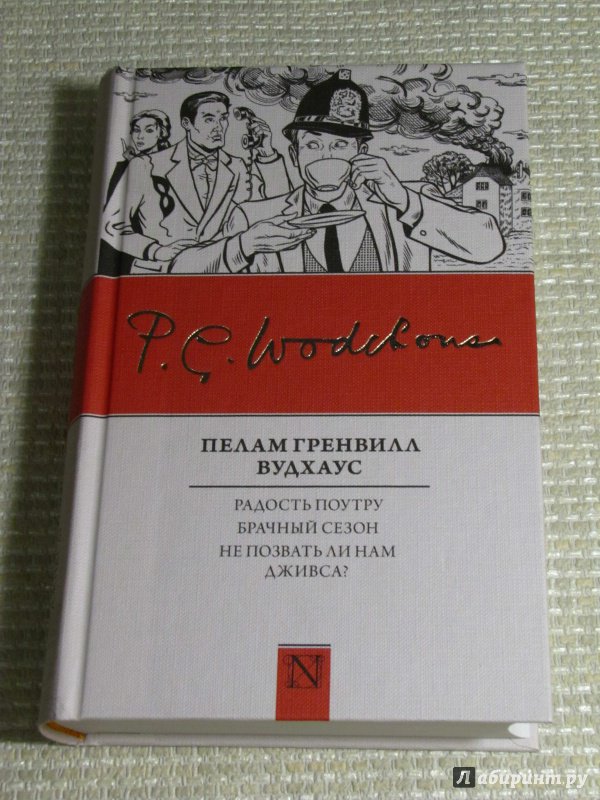 P. G. Wodehouse
ПЕЛАМ ГРЕНВИЛЛ
ВУДХАУС
РАДОСТЬ ПОУТРУ
БРАЧНЫЙ СЕЗОН
НЕ ПОЗВАТЬ ЛИ НАМ
ДЖИВСА?
N
Лабиринт.ру